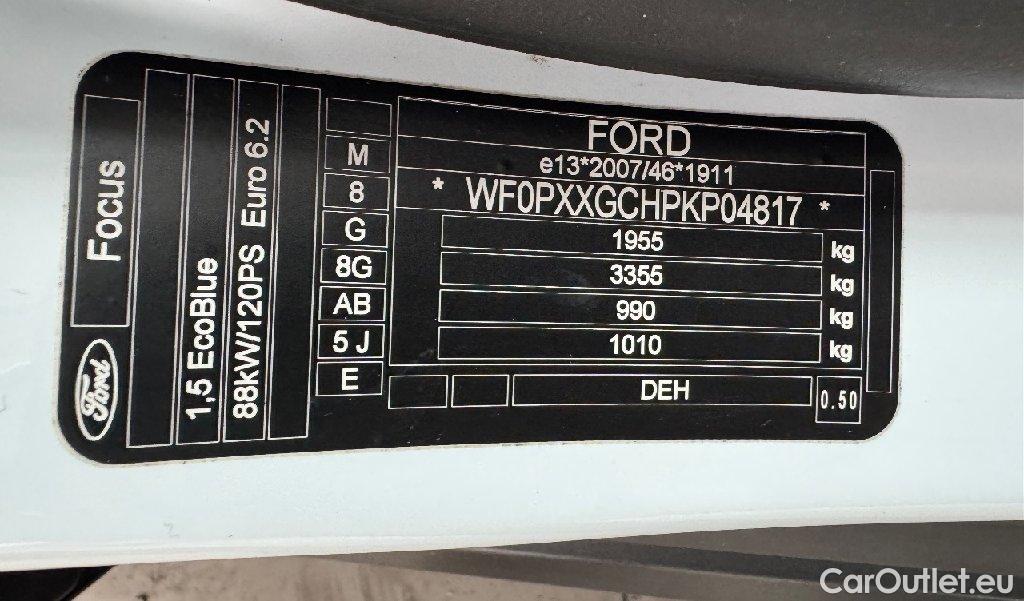 Ford
Focus
1,5 EcoBlue
88kW/120PS Euro 6.2
M
8
G
8G
AB
5 J
E
FORD
e13*2007/46*1911
* WF0PXXGCHPKP04817 *
1955 kg
3355 kg
990 kg
1010 kg
DEH
0.50
CarOutlet.eu